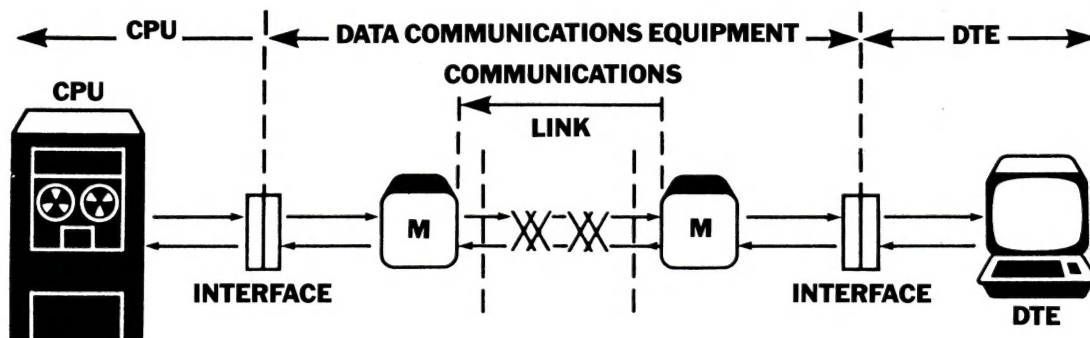 CPU
DATA COMMUNICATIONS EQUIPMENT
DTE
COMMUNICATIONS
LINK
CPU
M
M
INTERFACE
INTERFACE
DTE